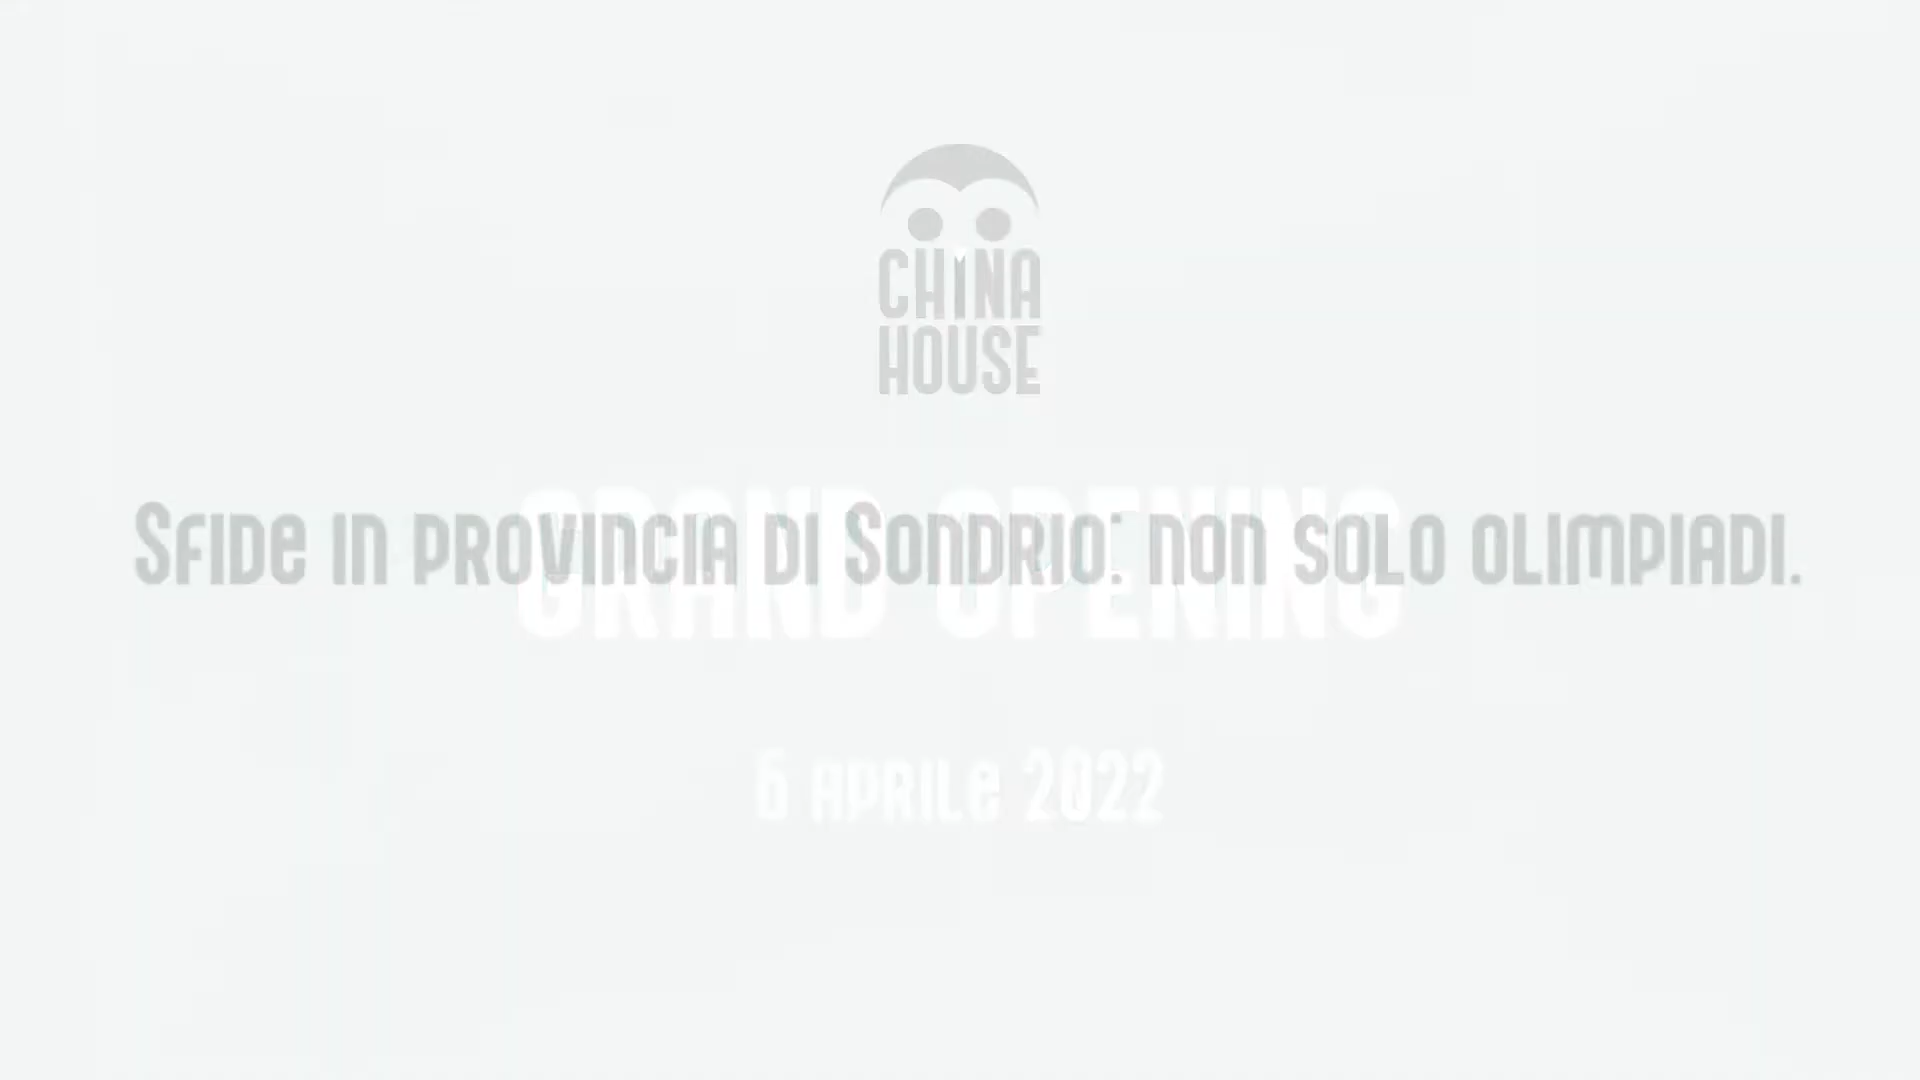 CHINA
HOUSE
Sfide in provincia di Sondrio: non solo olimpiadi.
GRAND OPENING
6 aprile 2022